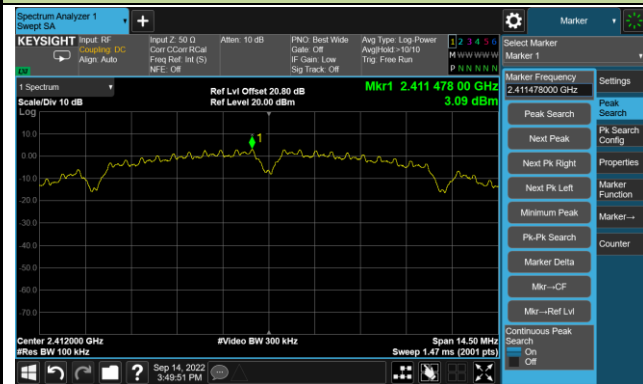 Spectrum Analyzer 1
Swept SA
Marker
KEYSIGHT
Input: RF
Coupling: DC
Align: Auto
Input Z: 50 Ω
Corr CCorr RCal
Freq Ref: Int (S)
NFE: Off
Atten: 10 dB
PNO: Best Wide
Gate: Off
IF Gain: Low
Sig Track: Off
Avg Type: Log-Power
Avg|Hold:>10/10
Trig: Free Run
1 2 3 4 5 6
M W W W W W
P N N N N N
LVI
Select Marker
Marker 1
1 Spectrum
Scale/Div 10 dB
Log
Ref Lvl Offset 20.80 dB
Ref Level 20.00 dBm
Mkr1 2.411 478 00 GHz
3.09 dBm
1
10.0
0.00
-10.0
-20.0
-30.0
-40.0
-50.0
-60.0
-70.0
Center 2.412000 GHz
#Res BW 100 kHz
#Video BW 300 kHz
Span 14.50 MHz
Sweep 1.47 ms (2001 pts)
Marker Frequency
2.411478000 GHz
Peak Search
Next Peak
Next Pk Right
Next Pk Left
Minimum Peak
Pk-Pk Search
Marker Delta
Mkr→CF
Mkr→Ref Lvl
Continuous Peak
Search
On
Off
Settings
Peak
Search
Pk Search
Config
Properties
Marker
Function
Marker→
Counter
Sep 14, 2022
3:49:51 PM